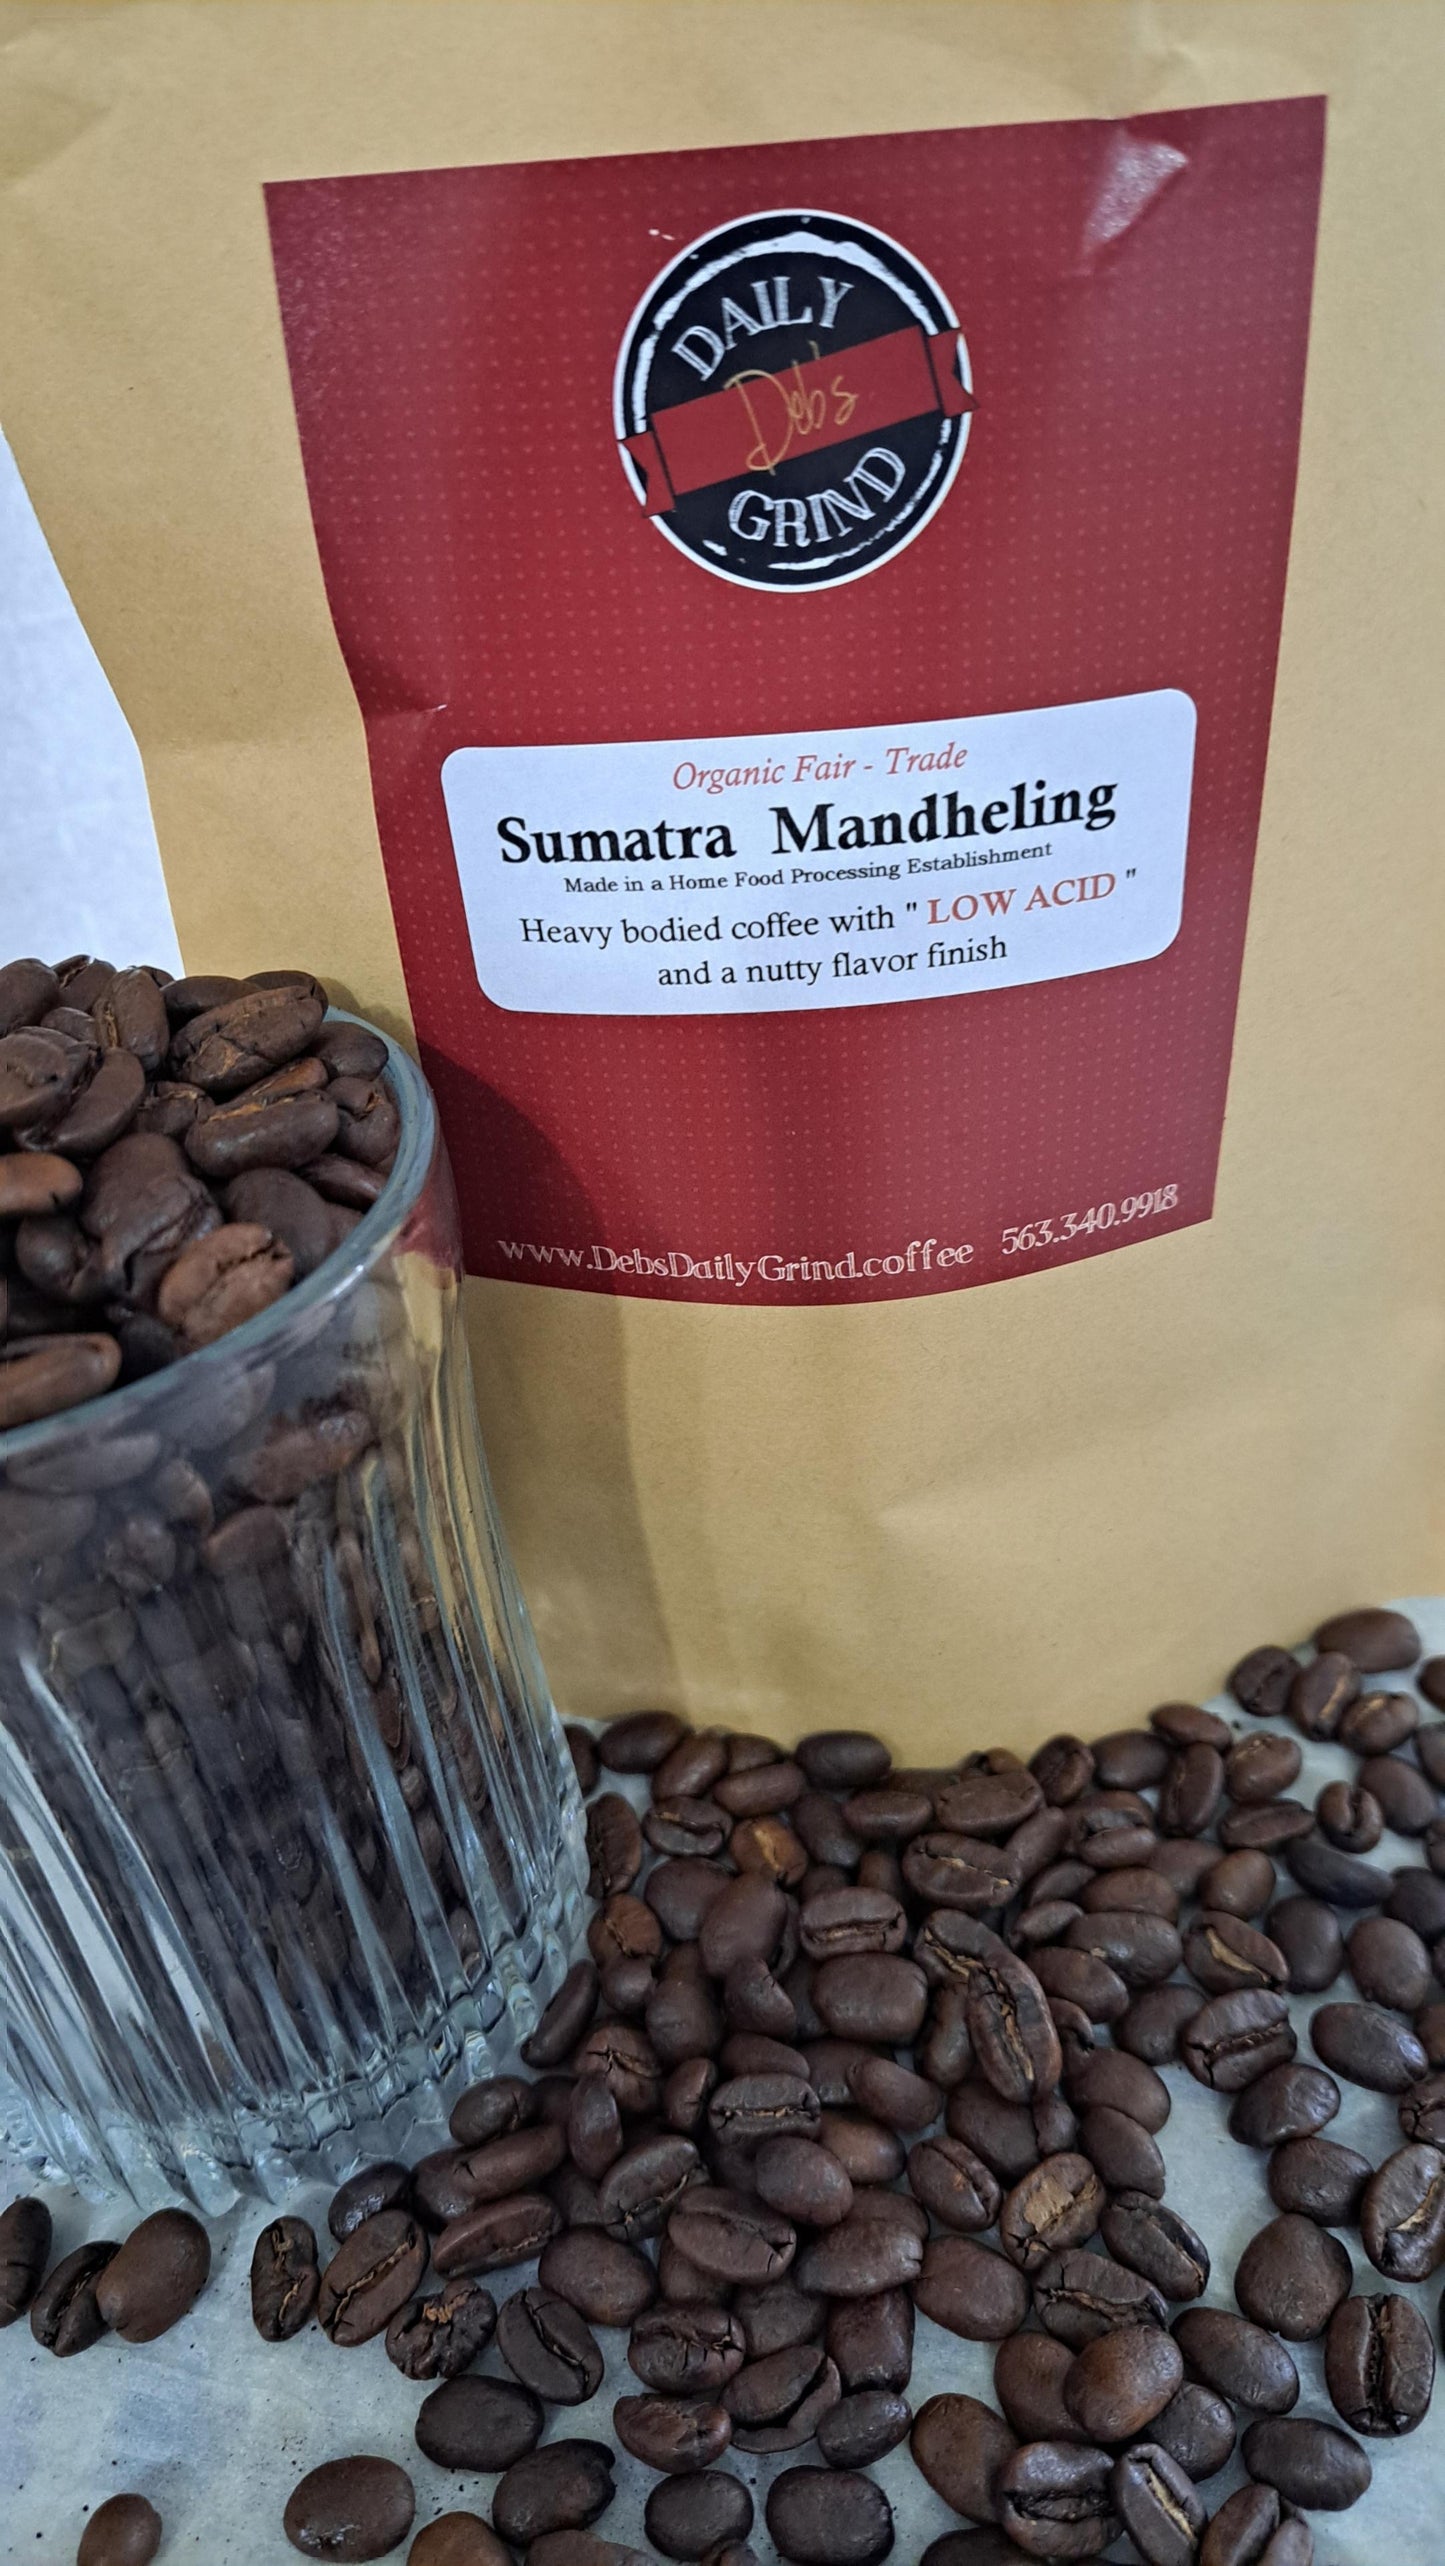 DAILY
Deb's
GRIND
Organic Fair - Trade
Sumatra Mandheling
Made in a Home Food Processing Establishment
Heavy bodied coffee with " LOW ACID "
and a nutty flavor finish
www.DebsDailyGrind.coffee 563.340.9918